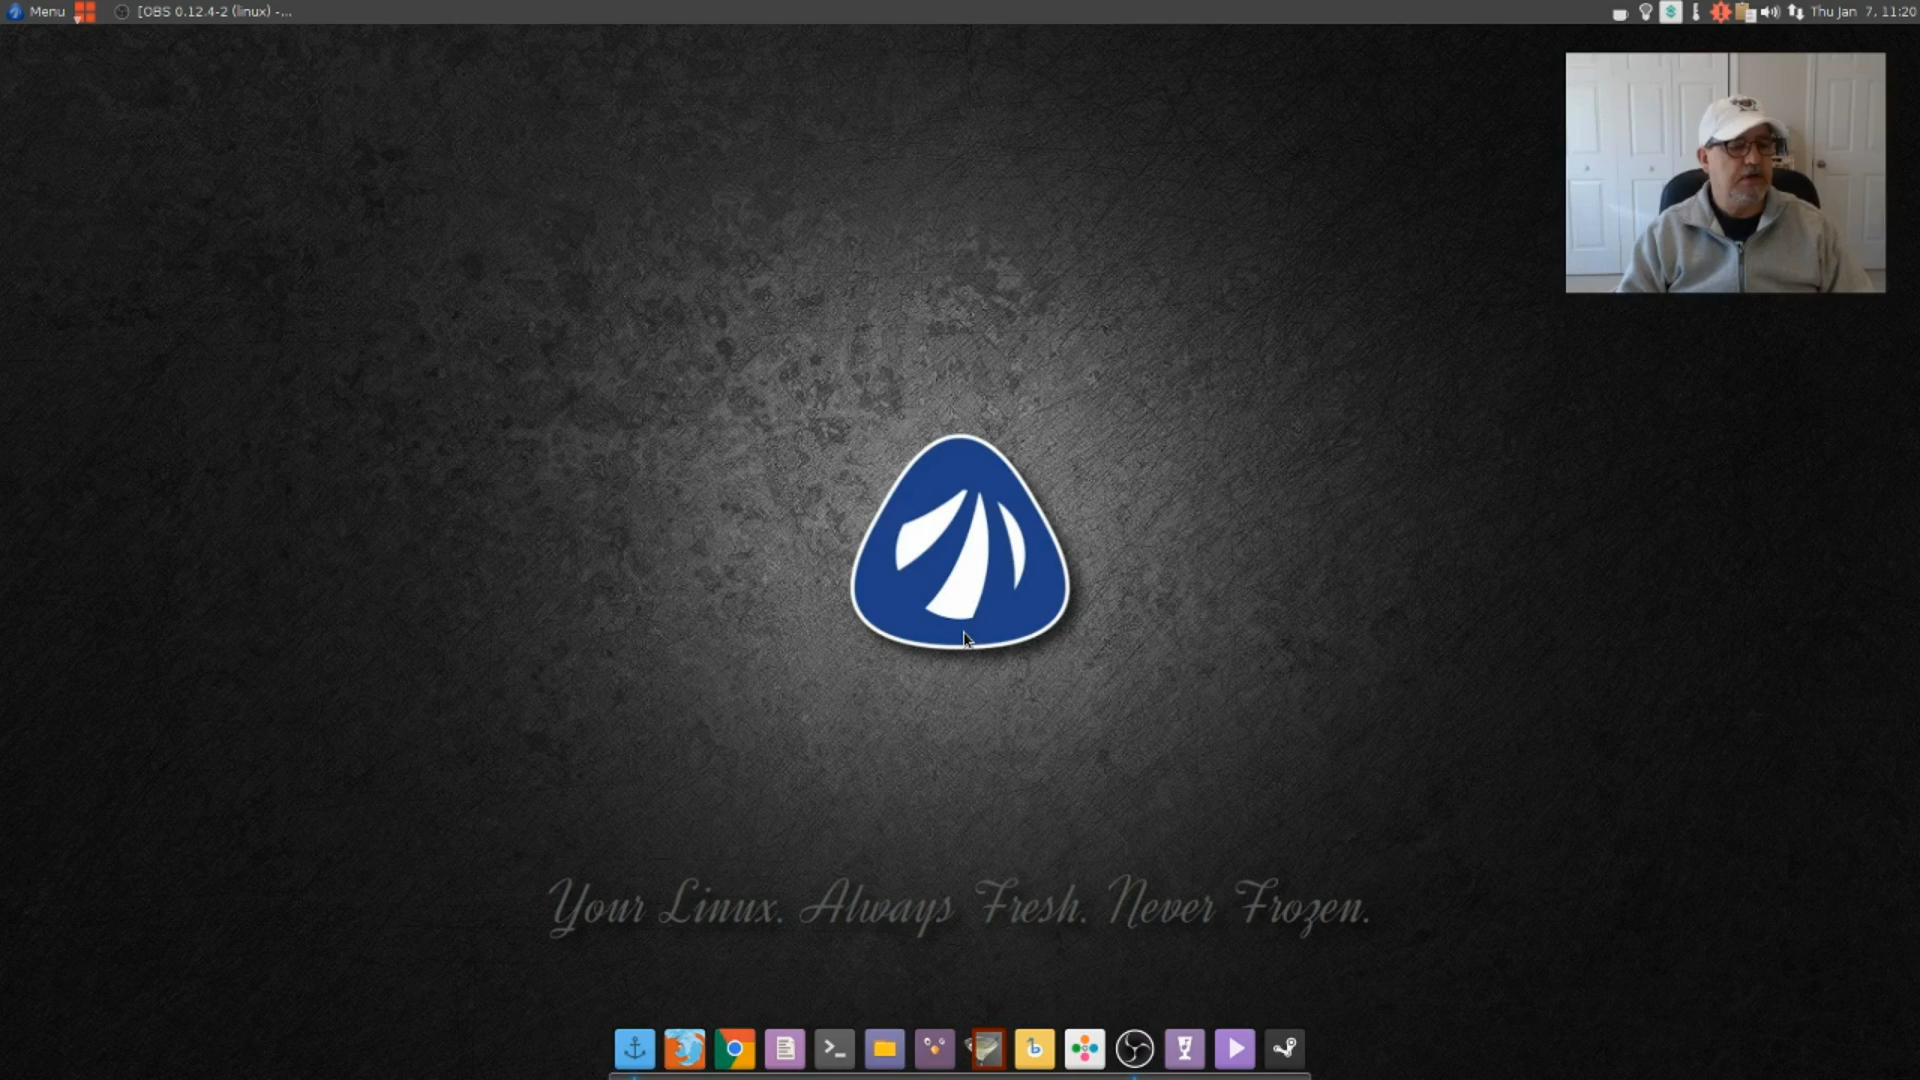 Menu
[OBS 0.12.4-2 (linux) -...
Thu Jan 7, 11:20
Your Linux. Always Fresh. Never Frozen.